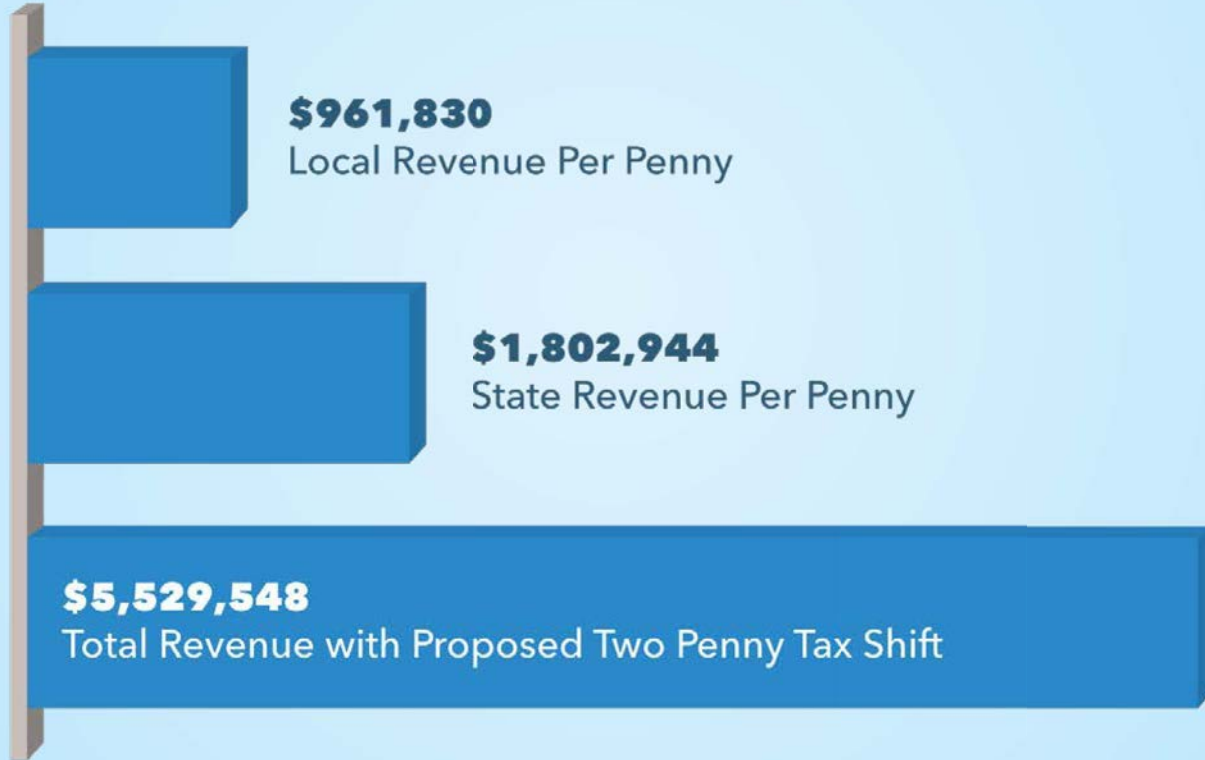 $961,830
Local Revenue Per Penny
$1,802,944
State Revenue Per Penny
$5,529,548
Total Revenue with Proposed Two Penny Tax Shift